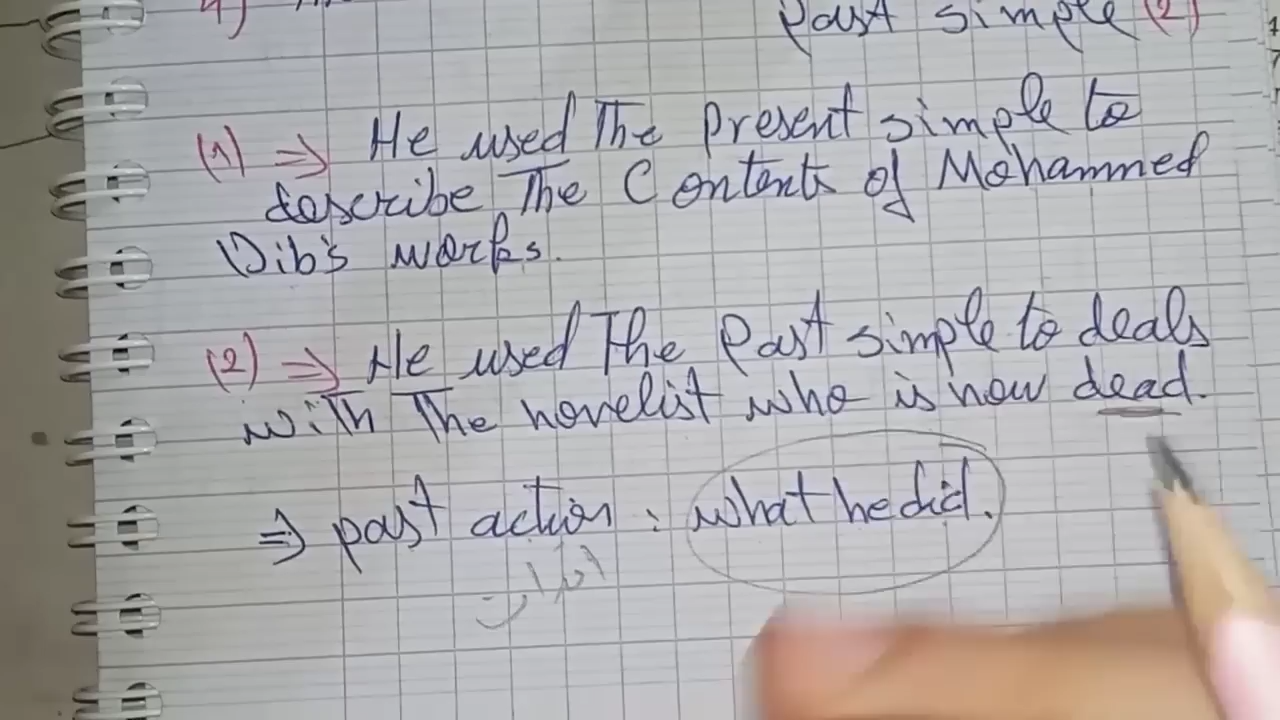 4)
Past simple (2)
(1) => He used The Present simple to
describe The Contents of Mohammed
Dib's works.
(2) => He used The Past simple to deals
with The novelist who is now dead.
=> past action : what he did.